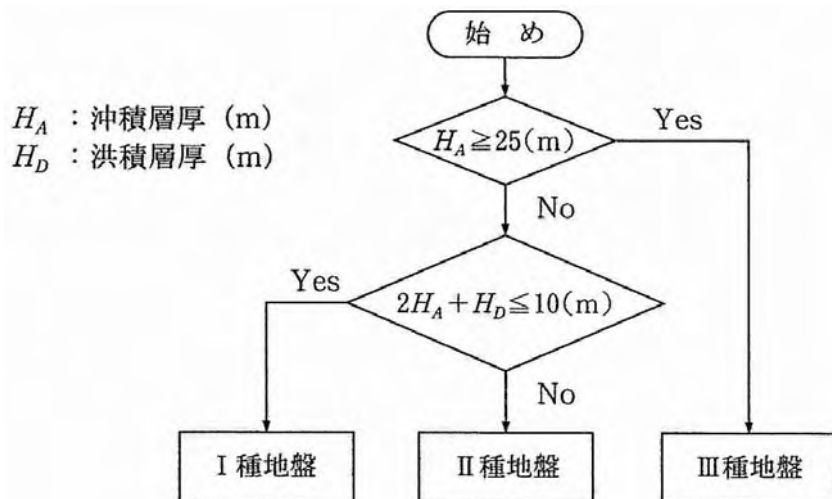 始 め
H_A : 沖積層厚 (m)
H_D : 洪積層厚 (m)
H_A≧25(m)
Yes
No
Yes
2H_A+H_D≦10(m)
No
Ⅰ種地盤
Ⅱ種地盤
Ⅲ種地盤